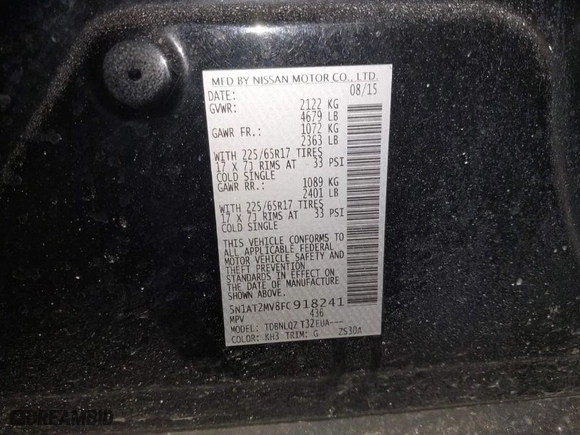 MFD BY NISSAN MOTOR CO., LTD.
DATE: 08/15
GVWR: 2122 KG
4679 LB
GAWR FR.: 1072 KG
2363 LB
WITH 225/65R17 TIRES
17 X 7J RIMS AT 33 PSI
COLD SINGLE
GAWR RR.: 1089 KG
2401 LB
WITH 225/65R17 TIRES
17 X 7J RIMS AT 33 PSI
COLD SINGLE
THIS VEHICLE CONFORMS TO
ALL APPLICABLE FEDERAL
MOTOR VEHICLE SAFETY AND
THEFT PREVENTION
STANDARDS IN EFFECT ON
THE DATE OF MANUFACTURE
5N1AT2MV8FC918241
MPV 436
MODEL: TDBNLQZ T32EUA---
COLOR: KH3 TRIM: G ZS30A
DREAMBID